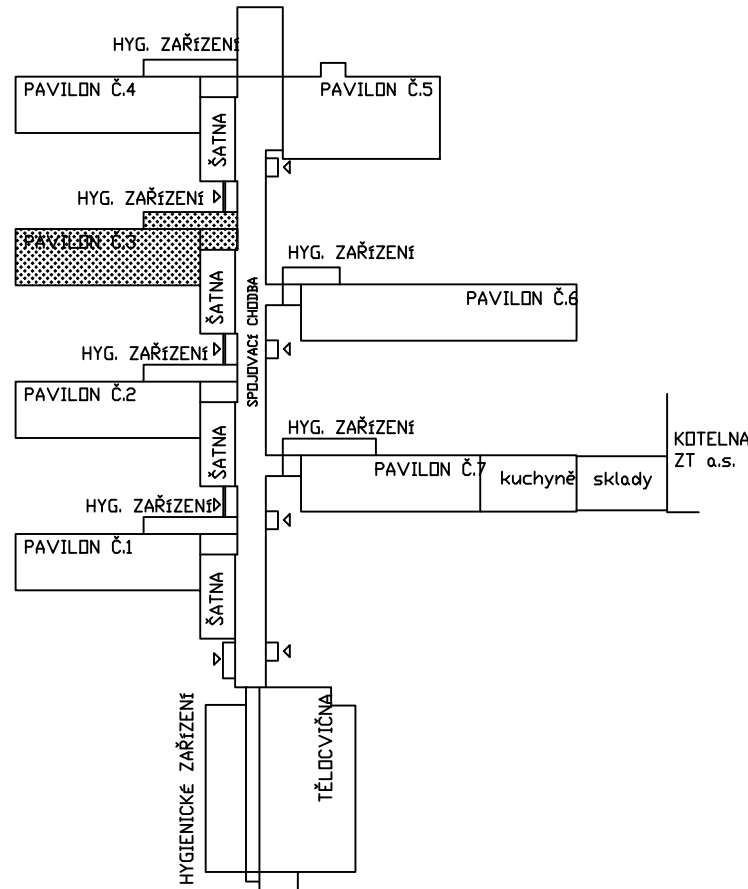 HYG. ZAŘíZENí
PAVILON Č.4
PAVILON Č.5
ŠATNA
HYG. ZAŘíZENí
PAVILON Č.3
HYG. ZAŘíZENí
ŠATNA
SPOJOVACí CHODBA
PAVILON Č.6
HYG. ZAŘíZENí
PAVILON Č.2
HYG. ZAŘíZENí
ŠATNA
KOTELNA
ZT a.s.
PAVILON Č.7
kuchyně
sklady
HYG. ZAŘíZENí
PAVILON Č.1
ŠATNA
HYGIENICKÉ ZAŘíZENí
TĚLOCVIČNA